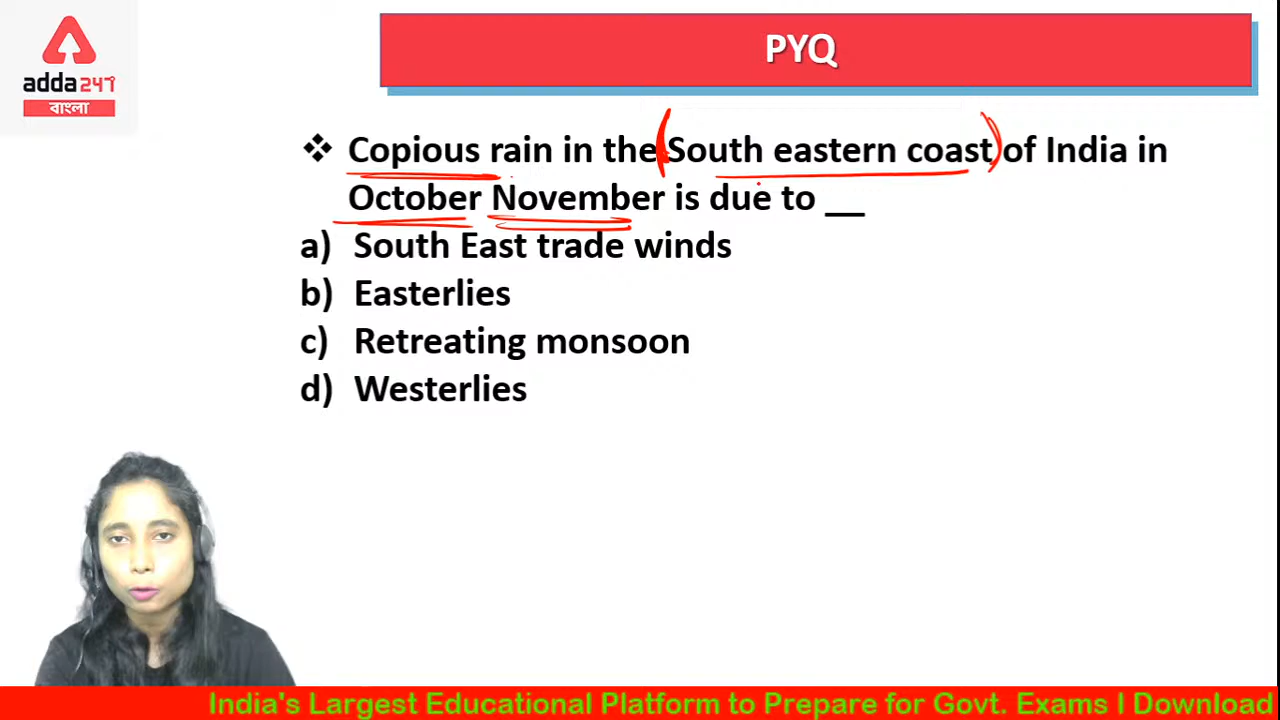 PYQ
adda247
বাংলা
❖ Copious rain in the South eastern coast of India in
October November is due to __
a) South East trade winds
b) Easterlies
c) Retreating monsoon
d) Westerlies
India's Largest Educational Platform to Prepare for Govt. Exams I Download